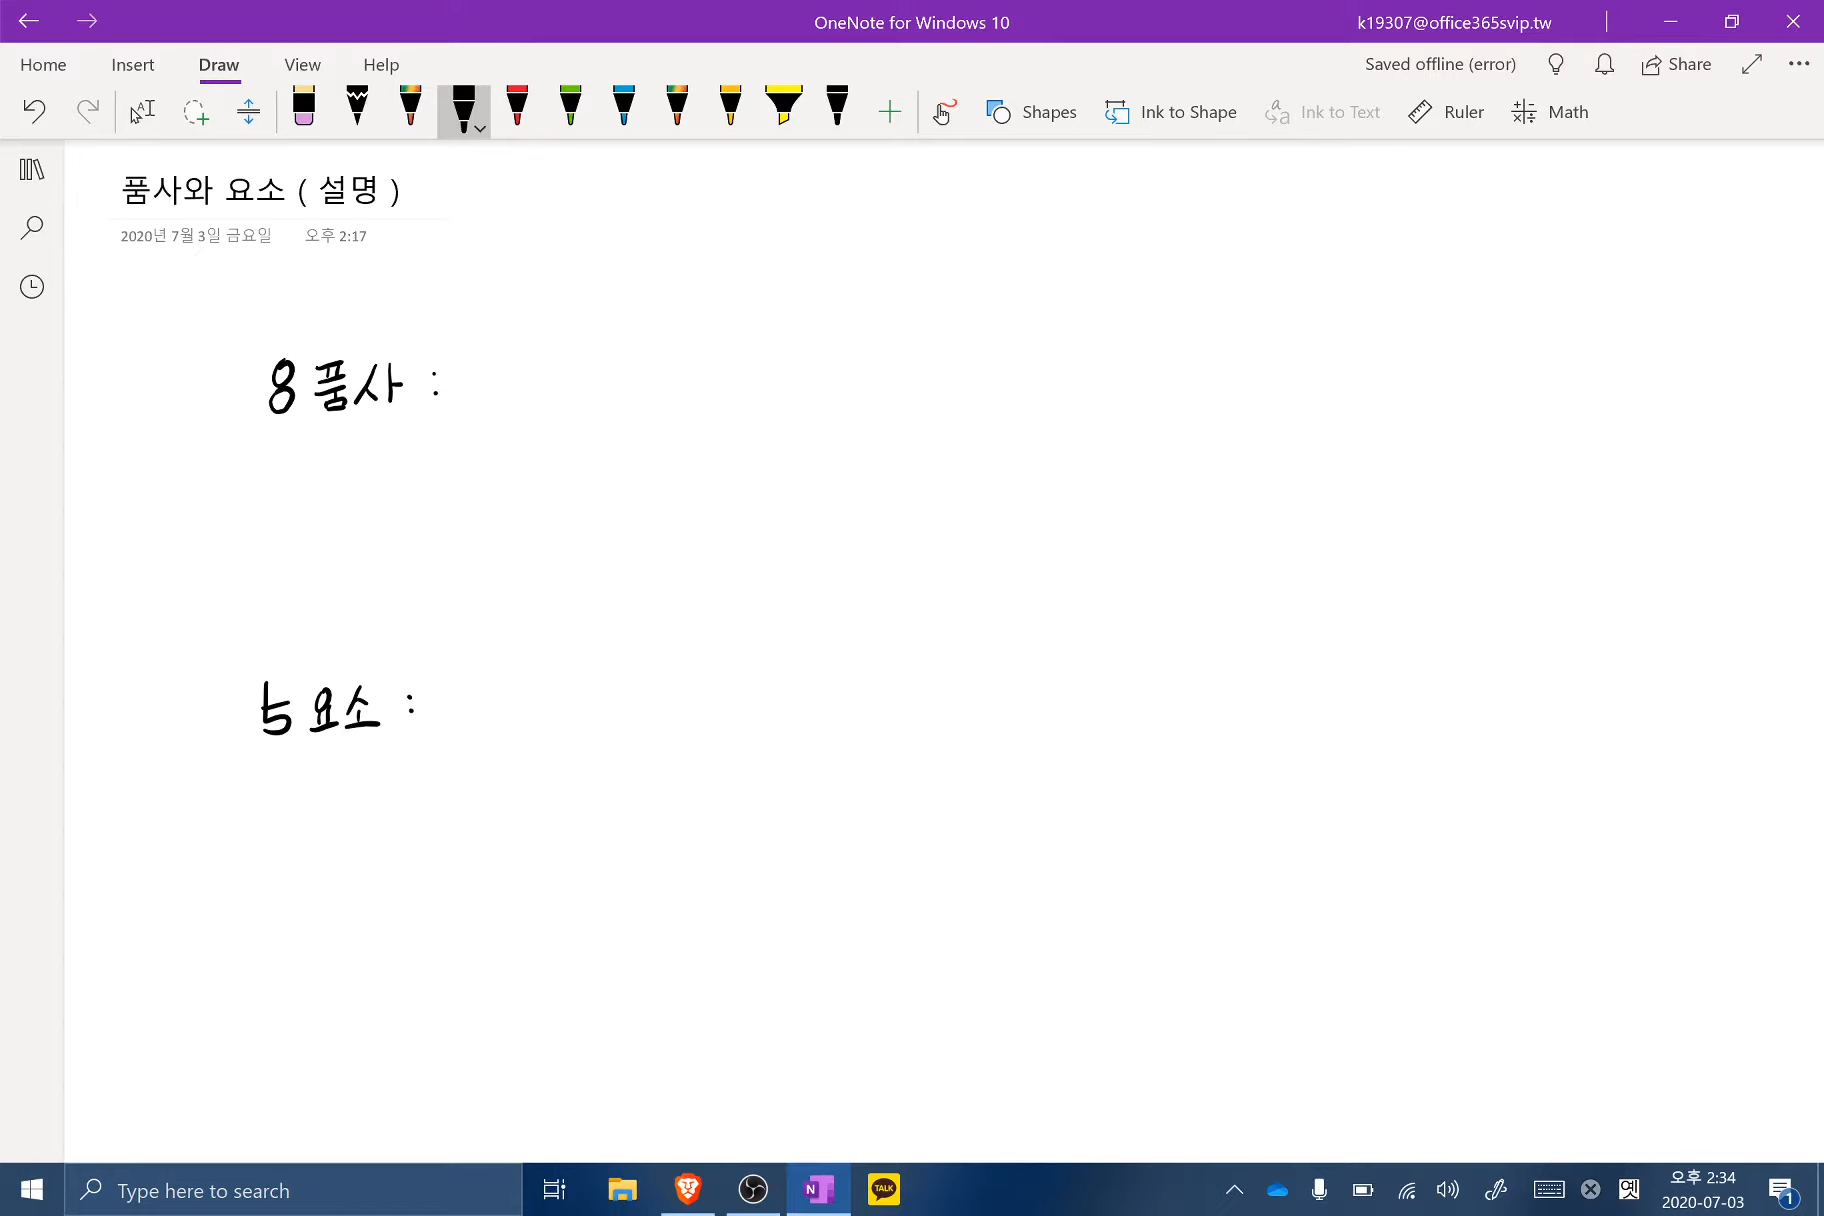 OneNote for Windows 10
k19307@office365svip.tw
Home Insert Draw View Help
Saved offline (error)
Share
Shapes
Ink to Shape
Ink to Text
Ruler
Math
품사와 요소 ( 설명 )
2020년 7월 3일 금요일 오후 2:17
8 품사 :
5 요소 :
Type here to search
N
TALK
오후 2:34
2020-07-03
1